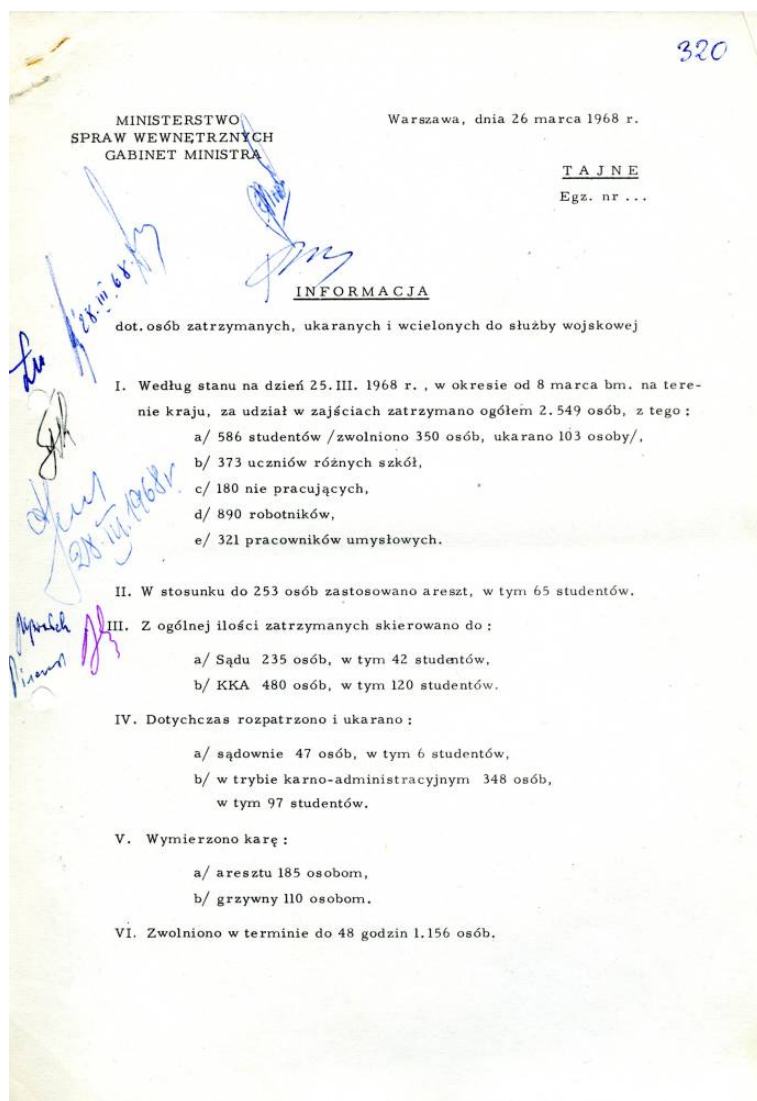 320
MINISTERSTWO
SPRAW WEWNĘTRZNYCH
GABINET MINISTRA
Warszawa, dnia 26 marca 1968 r.
TAJNE
Egz. nr ...
28.III.68.
INFORMACJA
dot. osób zatrzymanych, ukaranych i wcielonych do służby wojskowej
I. Według stanu na dzień 25.III. 1968 r. , w okresie od 8 marca bm. na tere-
nie kraju, za udział w zajściach zatrzymano ogółem 2.549 osób, z tego :
a/ 586 studentów /zwolniono 350 osób, ukarano 103 osoby/,
b/ 373 uczniów różnych szkół,
c/ 180 nie pracujących,
d/ 890 robotników,
e/ 321 pracowników umysłowych.
28.III.1968r.
II. W stosunku do 253 osób zastosowano areszt, w tym 65 studentów.
III. Z ogólnej ilości zatrzymanych skierowano do :
a/ Sądu 235 osób, w tym 42 studentów,
b/ KKA 480 osób, w tym 120 studentów.
IV. Dotychczas rozpatrzono i ukarano :
a/ sądownie 47 osób, w tym 6 studentów,
b/ w trybie karno-administracyjnym 348 osób,
w tym 97 studentów.
V. Wymierzono karę :
a/ aresztu 185 osobom,
b/ grzywny 110 osobom.
VI. Zwolniono w terminie do 48 godzin 1.156 osób.